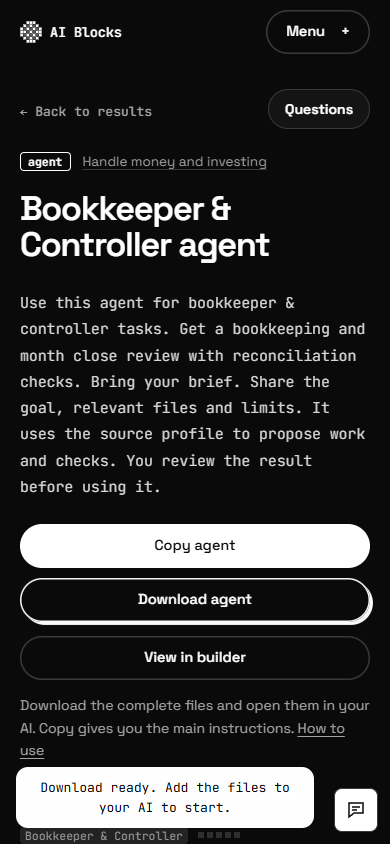 AI Blocks
Menu +
← Back to results
Questions
agent Handle money and investing
Bookkeeper &
Controller agent
Use this agent for bookkeeper &
controller tasks. Get a bookkeeping and
month close review with reconciliation
checks. Bring your brief. Share the
goal, relevant files and limits. It
uses the source profile to propose work
and checks. You review the result
before using it.
Copy agent
Download agent
View in builder
Download the complete files and open them in your
AI. Copy gives you the main instructions. How to
use
Download ready. Add the files to
your AI to start.
Bookkeeper & Controller